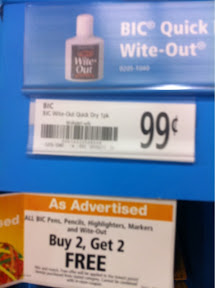 BIC® Quick
Wite-Out®
Wite
Out
BIC
BIC Wite-Out Quick Dry 12A
99¢
As Advertised
ALL BIC Pens, Pencils, Highlighters, Markers
and Wite-Out
Buy 2, Get 2
FREE